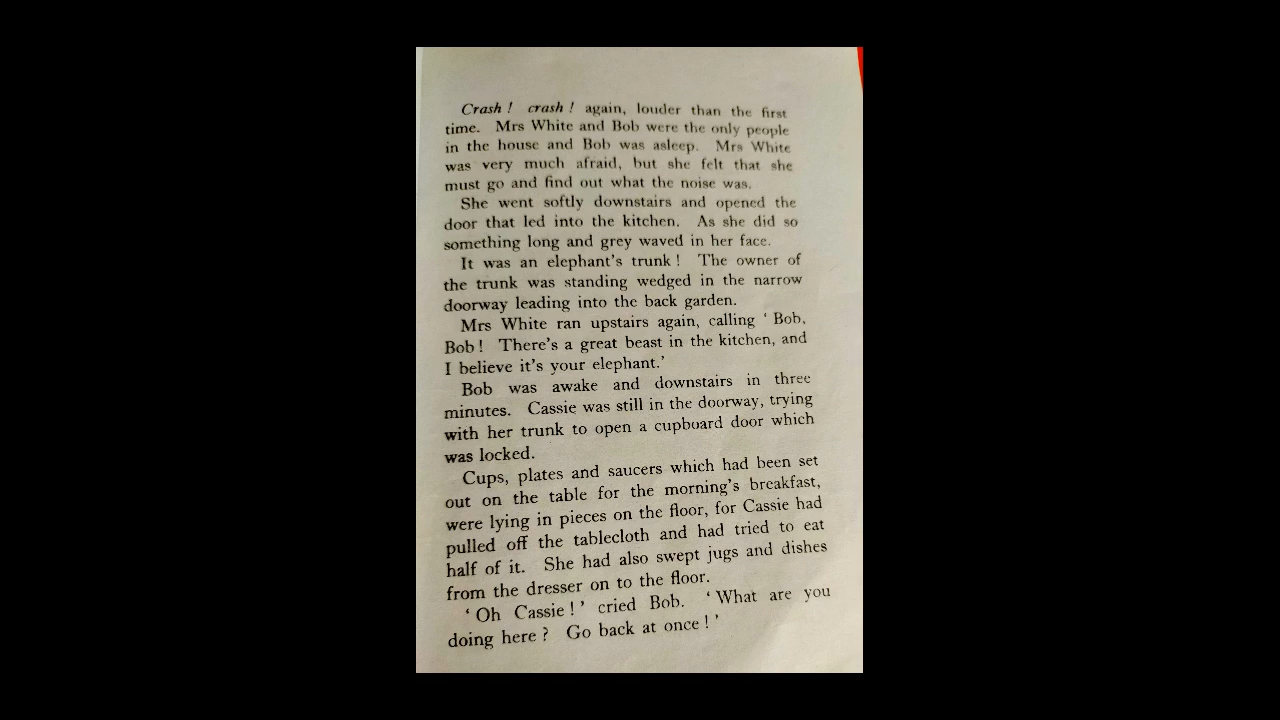 Crash ! crash ! again, louder than the first
time. Mrs White and Bob were the only people
in the house and Bob was asleep. Mrs White
was very much afraid, but she felt that she
must go and find out what the noise was.
She went softly downstairs and opened the
door that led into the kitchen. As she did so
something long and grey waved in her face.
It was an elephant's trunk ! The owner of
the trunk was standing wedged in the narrow
doorway leading into the back garden.
Mrs White ran upstairs again, calling ‘ Bob,
Bob ! There's a great beast in the kitchen, and
I believe it's your elephant.’
Bob was awake and downstairs in three
minutes. Cassie was still in the doorway, trying
with her trunk to open a cupboard door which
was locked.
Cups, plates and saucers which had been set
out on the table for the morning's breakfast,
were lying in pieces on the floor, for Cassie had
pulled off the tablecloth and had tried to eat
half of it. She had also swept jugs and dishes
from the dresser on to the floor.
‘ Oh Cassie ! ’ cried Bob. ‘ What are you
doing here ? Go back at once ! ’